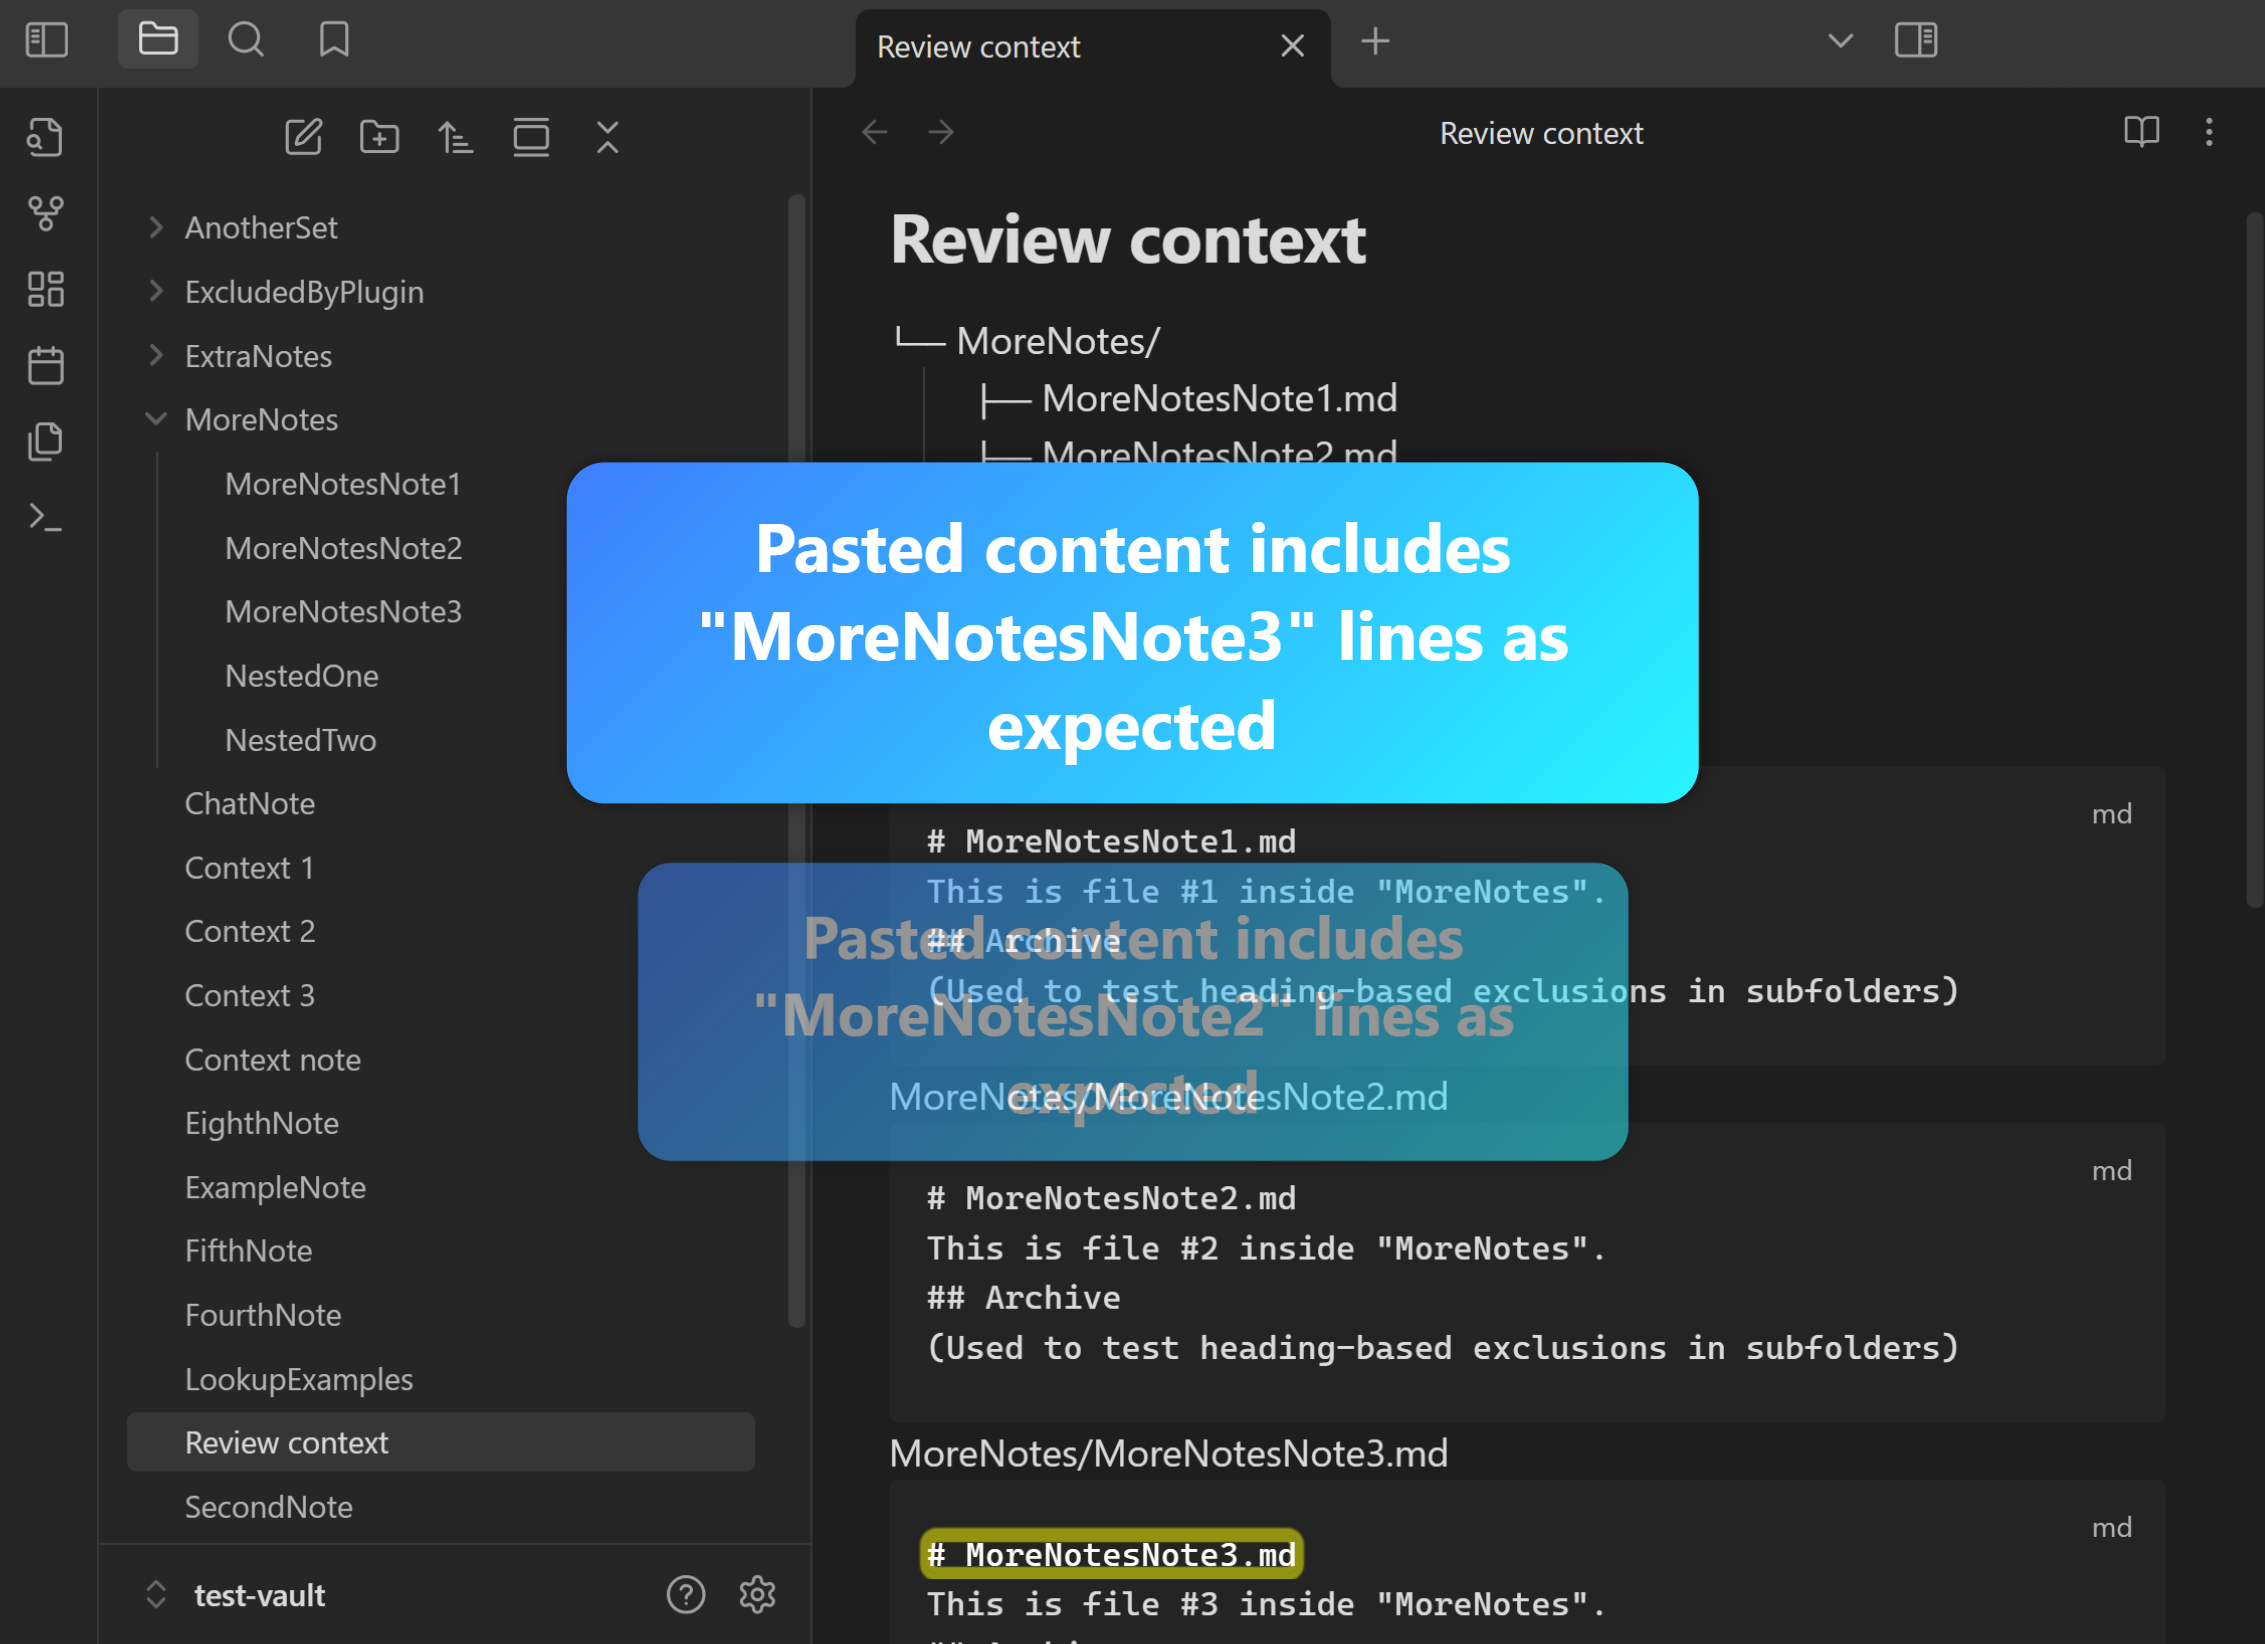 Review context
Review context
AnotherSet
ExcludedByPlugin
ExtraNotes
MoreNotes
MoreNotesNote1
MoreNotesNote2
MoreNotesNote3
NestedOne
NestedTwo
ChatNote
Context 1
Context 2
Context 3
Context note
EighthNote
ExampleNote
FifthNote
FourthNote
LookupExamples
Review context
SecondNote
test-vault
Review context
└── MoreNotes/
├── MoreNotesNote1.md
├── MoreNotesNote2.md
Pasted content includes
"MoreNotesNote3" lines as
expected
md
# MoreNotesNote1.md
This is file #1 inside "MoreNotes".
## Archive
(Used to test heading-based exclusions in subfolders)
Pasted content includes
"MoreNotesNote2" lines as
expected
MoreNotes/MoreNotesNote2.md
md
# MoreNotesNote2.md
This is file #2 inside "MoreNotes".
## Archive
(Used to test heading-based exclusions in subfolders)
MoreNotes/MoreNotesNote3.md
md
# MoreNotesNote3.md
This is file #3 inside "MoreNotes".